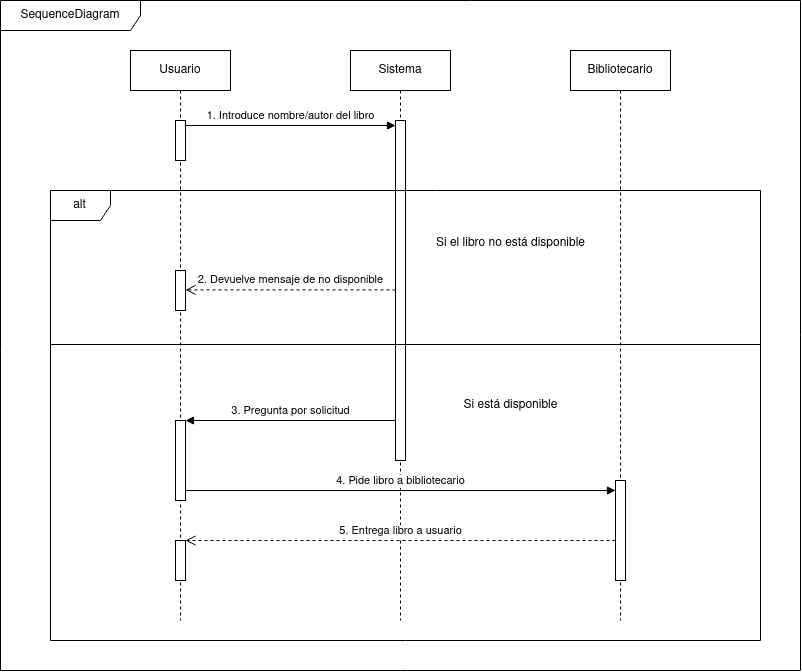 SequenceDiagram
Usuario
Sistema
Bibliotecario
1. Introduce nombre/autor del libro
alt
Si el libro no está disponible
2. Devuelve mensaje de no disponible
Si está disponible
3. Pregunta por solicitud
4. Pide libro a bibliotecario
5. Entrega libro a usuario